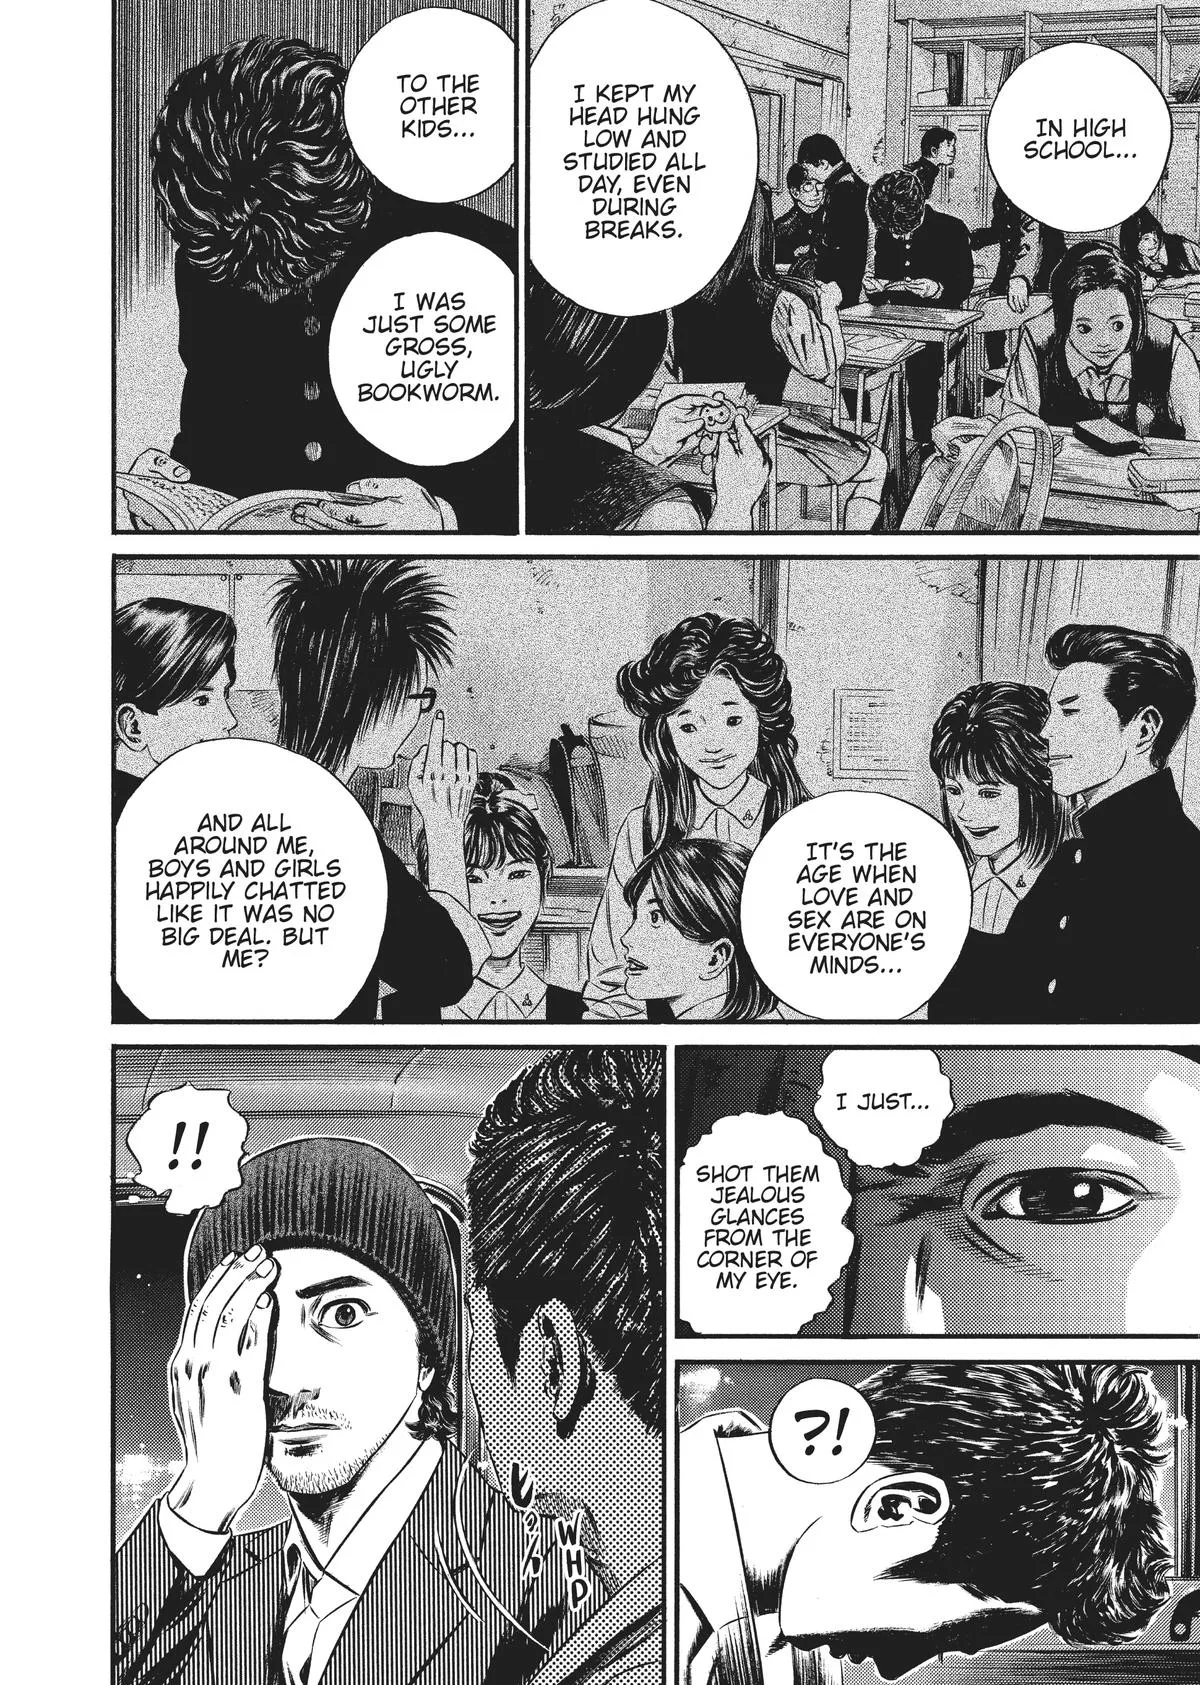 IN HIGH
SCHOOL...
I KEPT MY
HEAD HUNG
LOW AND
STUDIED ALL
DAY, EVEN
DURING
BREAKS.
TO THE
OTHER
KIDS...
I WAS
JUST SOME
GROSS,
UGLY
BOOKWORM.
IT'S THE
AGE WHEN
LOVE AND
SEX ARE ON
EVERYONE'S
MINDS...
AND ALL
AROUND ME,
BOYS AND GIRLS
HAPPILY CHATTED
LIKE IT WAS NO
BIG DEAL. BUT
ME?
I JUST...
SHOT THEM
JEALOUS
GLANCES
FROM THE
CORNER OF
MY EYE.
?!
!!
WHP